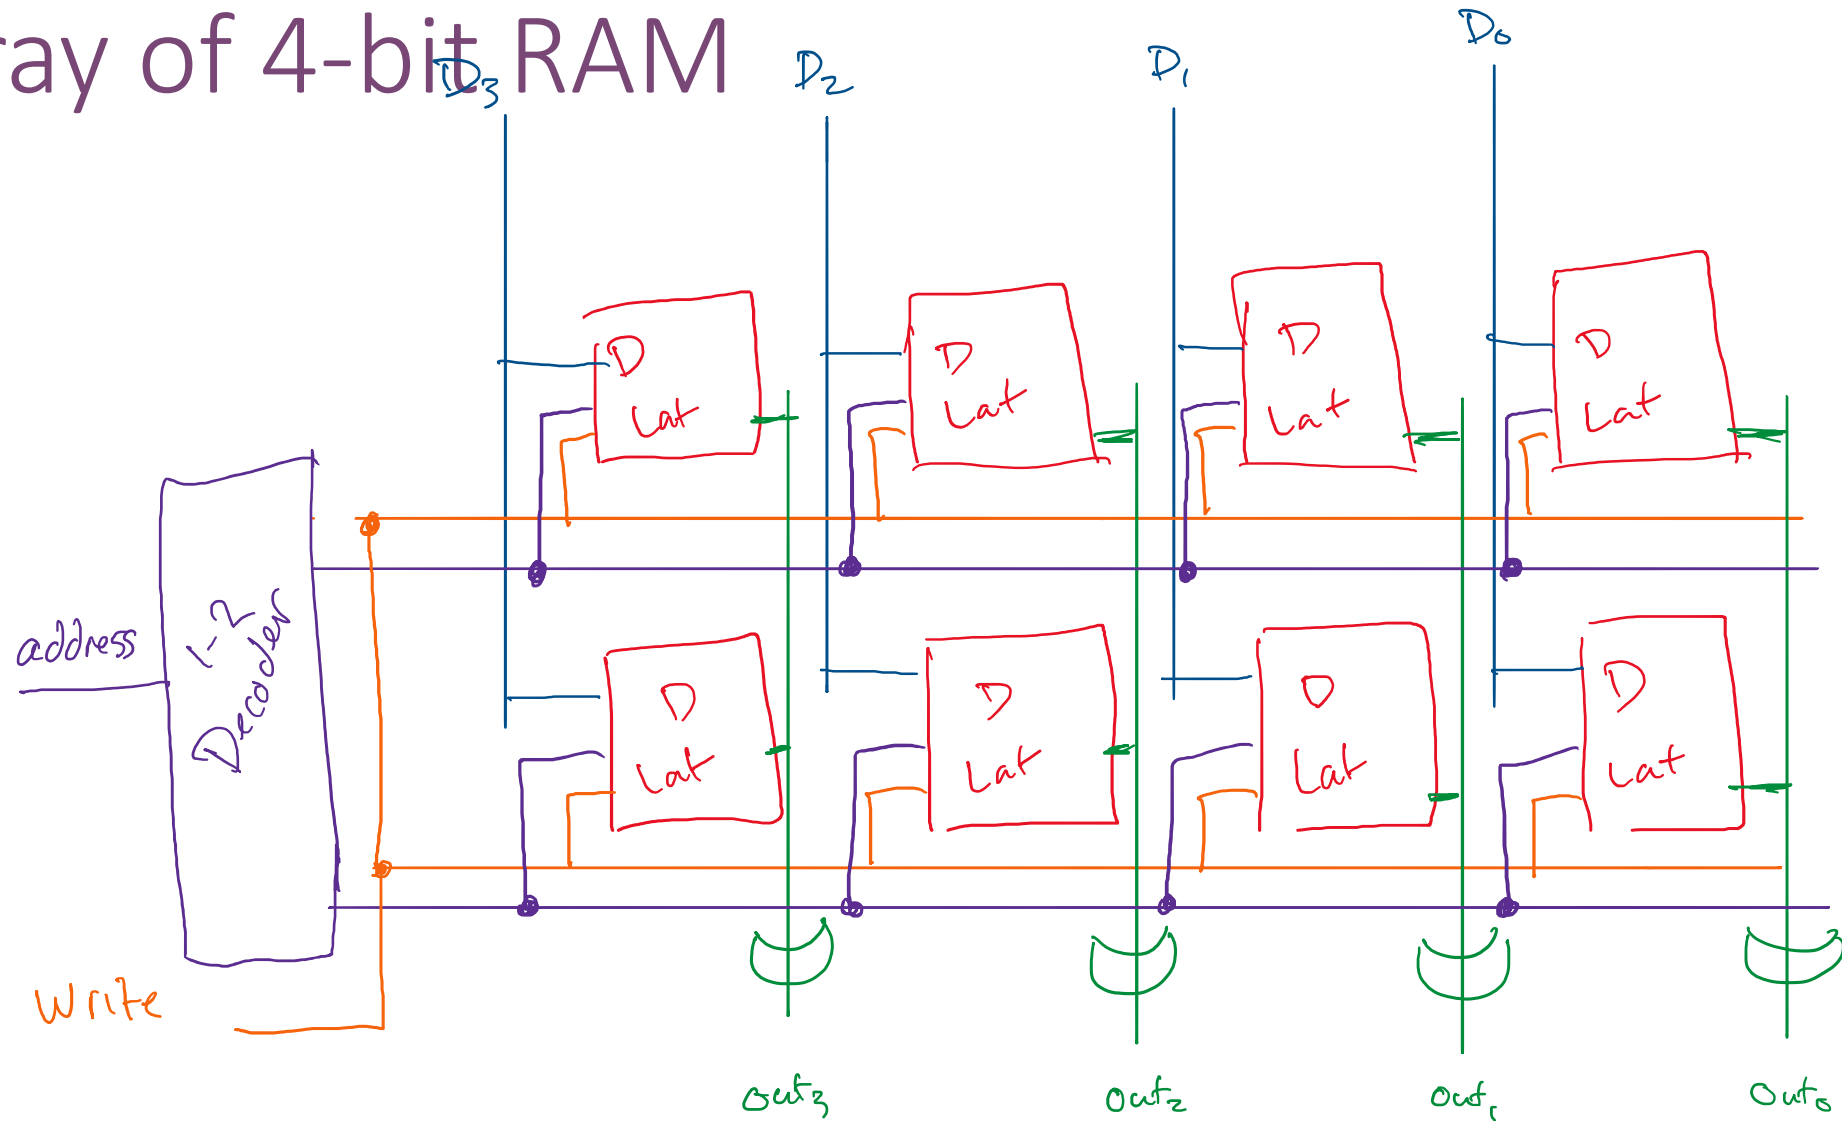 ray of 4-bit RAM
D3 D2 D1 D0
D Lat
D Lat
D Lat
D Lat
address
1-2 Decoder
D Lat
D Lat
D Lat
D Lat
Write
out3 out2 out1 out0